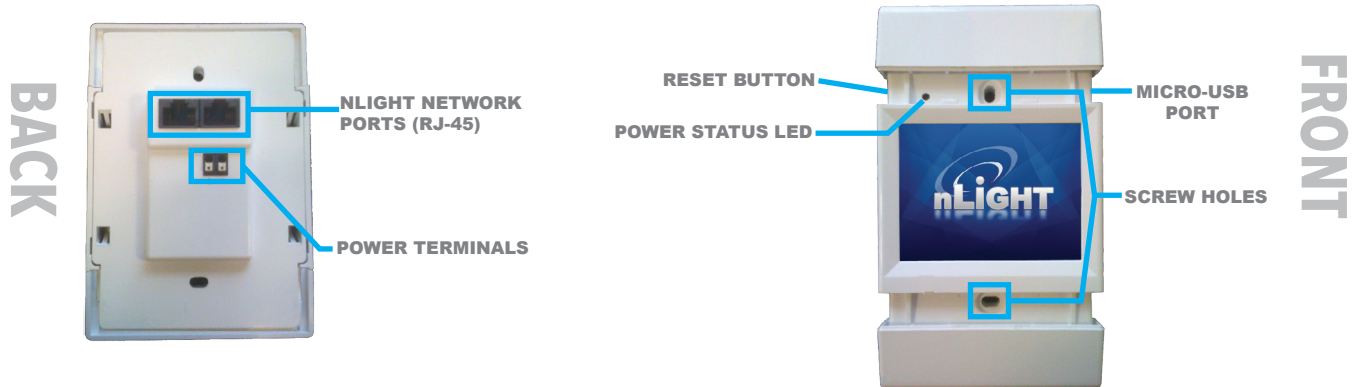 BACK
NLIGHT NETWORK
PORTS (RJ-45)
POWER TERMINALS
RESET BUTTON
POWER STATUS LED
nLIGHT
MICRO-USB
PORT
SCREW HOLES
FRONT